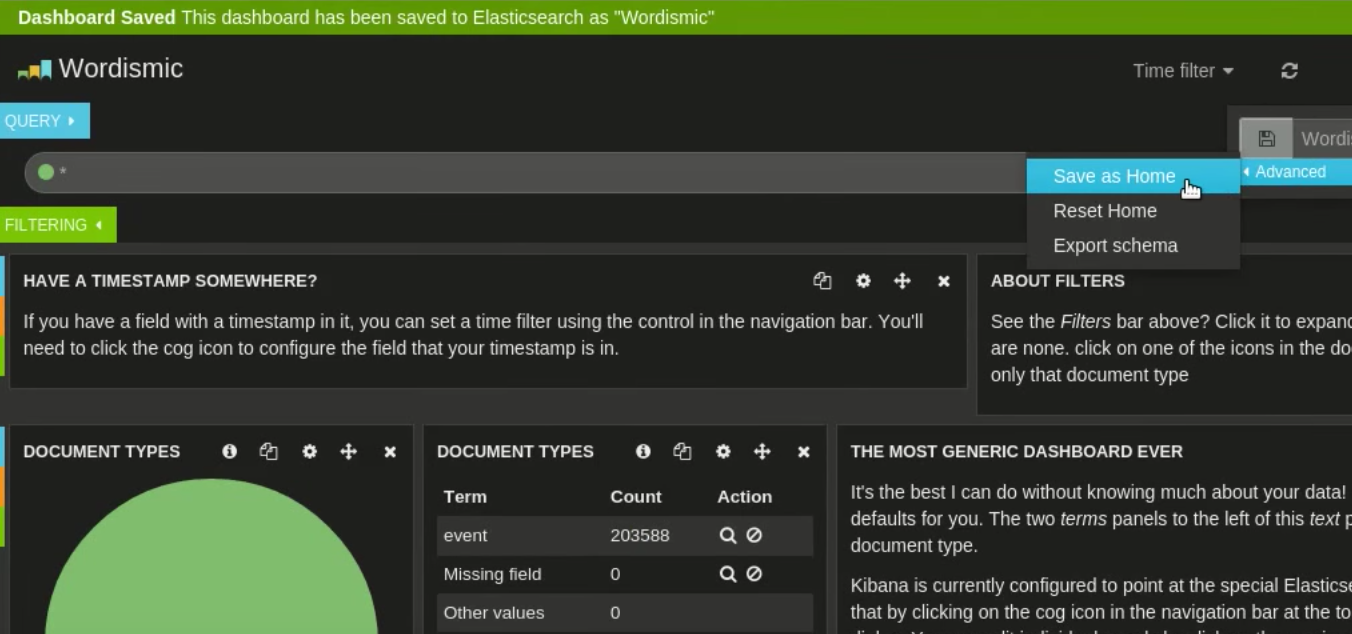 Dashboard Saved This dashboard has been saved to Elasticsearch as "Wordismic"
Wordismic
Time filter
QUERY
*
Save as Home
Advanced
Reset Home
Export schema
FILTERING
HAVE A TIMESTAMP SOMEWHERE?
If you have a field with a timestamp in it, you can set a time filter using the control in the navigation bar. You'll
need to click the cog icon to configure the field that your timestamp is in.
ABOUT FILTERS
See the Filters bar above? Click it to expand
are none. click on one of the icons in the
only that document type
DOCUMENT TYPES
DOCUMENT TYPES
Term Count Action
event 203588
Missing field 0
Other values 0
THE MOST GENERIC DASHBOARD EVER
It's the best I can do without knowing much about your data!
defaults for you. The two terms panels to the left of this text
document type.
Kibana is currently configured to point at the special
that by clicking on the cog icon in the navigation bar at the